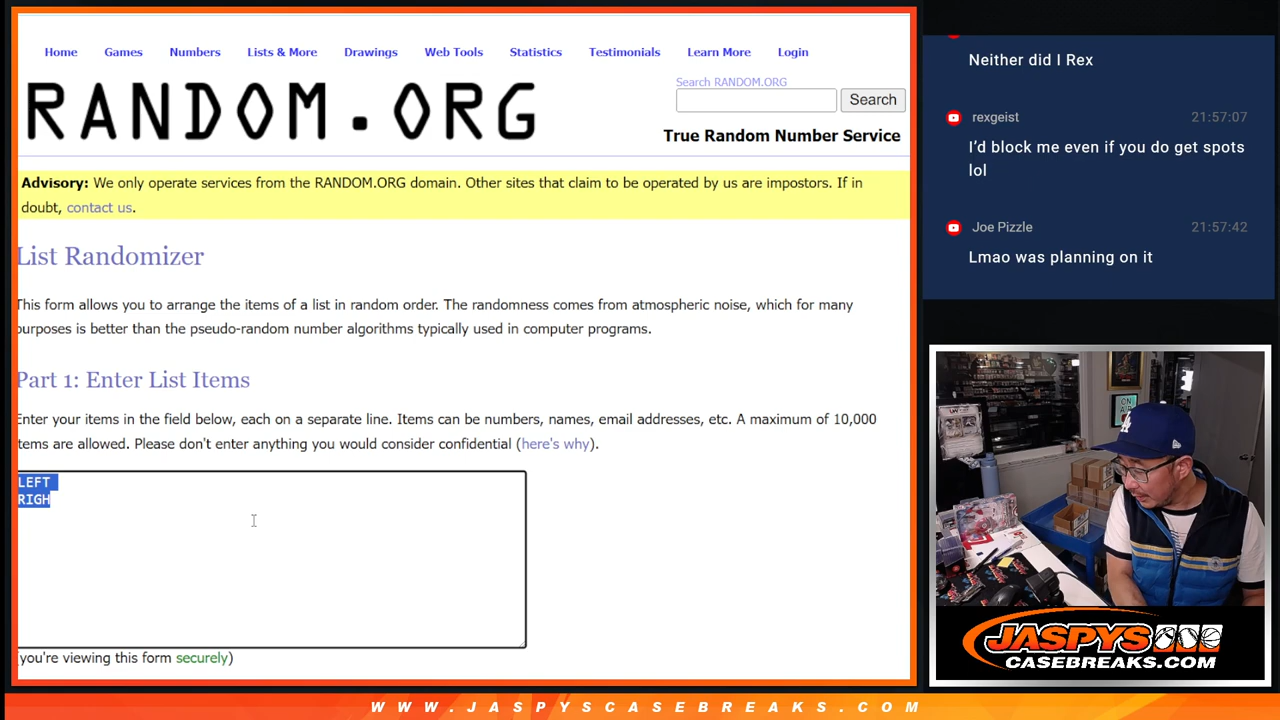 Home Games Numbers Lists & More Drawings Web Tools Statistics Testimonials Learn More Login
RANDOM.ORG
Search RANDOM.ORG
Search
True Random Number Service
Advisory: We only operate services from the RANDOM.ORG domain. Other sites that claim to be operated by us are impostors. If in
doubt, contact us.
List Randomizer
This form allows you to arrange the items of a list in random order. The randomness comes from atmospheric noise, which for many
purposes is better than the pseudo-random number algorithms typically used in computer programs.
Part 1: Enter List Items
Enter your items in the field below, each on a separate line. Items can be numbers, names, email addresses, etc. A maximum of 10,000
items are allowed. Please don't enter anything you would consider confidential (here's why).
LEFT
RIGH
(you're viewing this form securely)
Neither did I Rex
rexgeist 21:57:07
I'd block me even if you do get spots
lol
Joe Pizzle 21:57:42
Lmao was planning on it
ON
AIR
JASPYS
CASEBREAKS.COM
WWW.JASPYSCASEBREAKS.COM